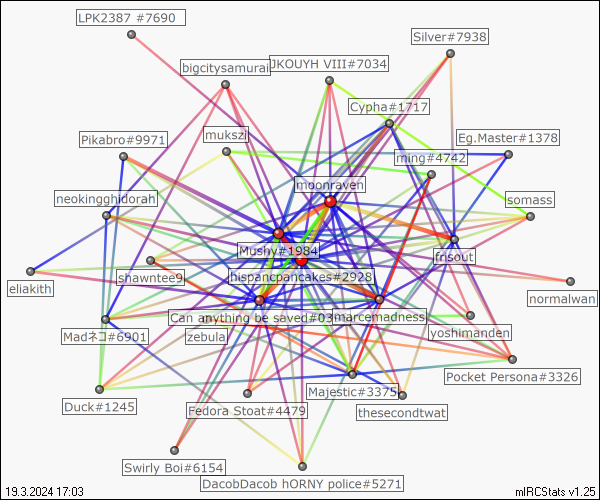 LPK2387 #7690
Silver#7938
bigcitysamurai
JKOUYH VIII#7034
Cypha#1717
Pikabro#9971
mukszi
Eg.Master#1378
ming#4742
moonraven
neokingghidorah
somass
Mushy#1984
frisout
shawntee9
hispancpancakes#2928
eliakith
normalwan
Can anything be saved#03
marcemadness
Madネコ#6901
zebula
yoshimanden
Pocket Persona#3326
Majestic#3375
Duck#1245
Fedora Stoat#4479
thesecondtwat
Swirly Boi#6154
DacobDacob hORNY police#5271
19.3.2024 17:03
mIRCStats v1.25